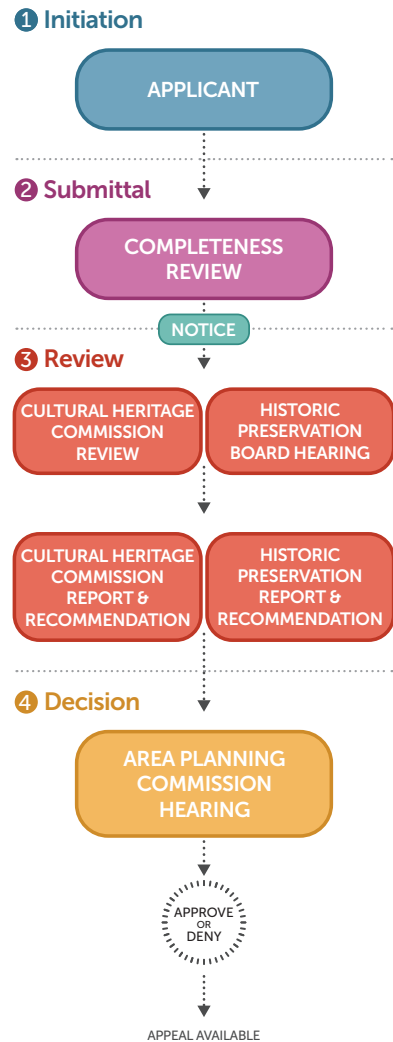 1 Initiation
APPLICANT
2 Submittal
COMPLETENESS
REVIEW
NOTICE
3 Review
CULTURAL HERITAGE
COMMISSION
REVIEW
HISTORIC
PRESERVATION
BOARD HEARING
CULTURAL HERITAGE
COMMISSION
REPORT &
RECOMMENDATION
HISTORIC
PRESERVATION
REPORT &
RECOMMENDATION
4 Decision
AREA PLANNING
COMMISSION
HEARING
APPROVE
OR
DENY
APPEAL AVAILABLE